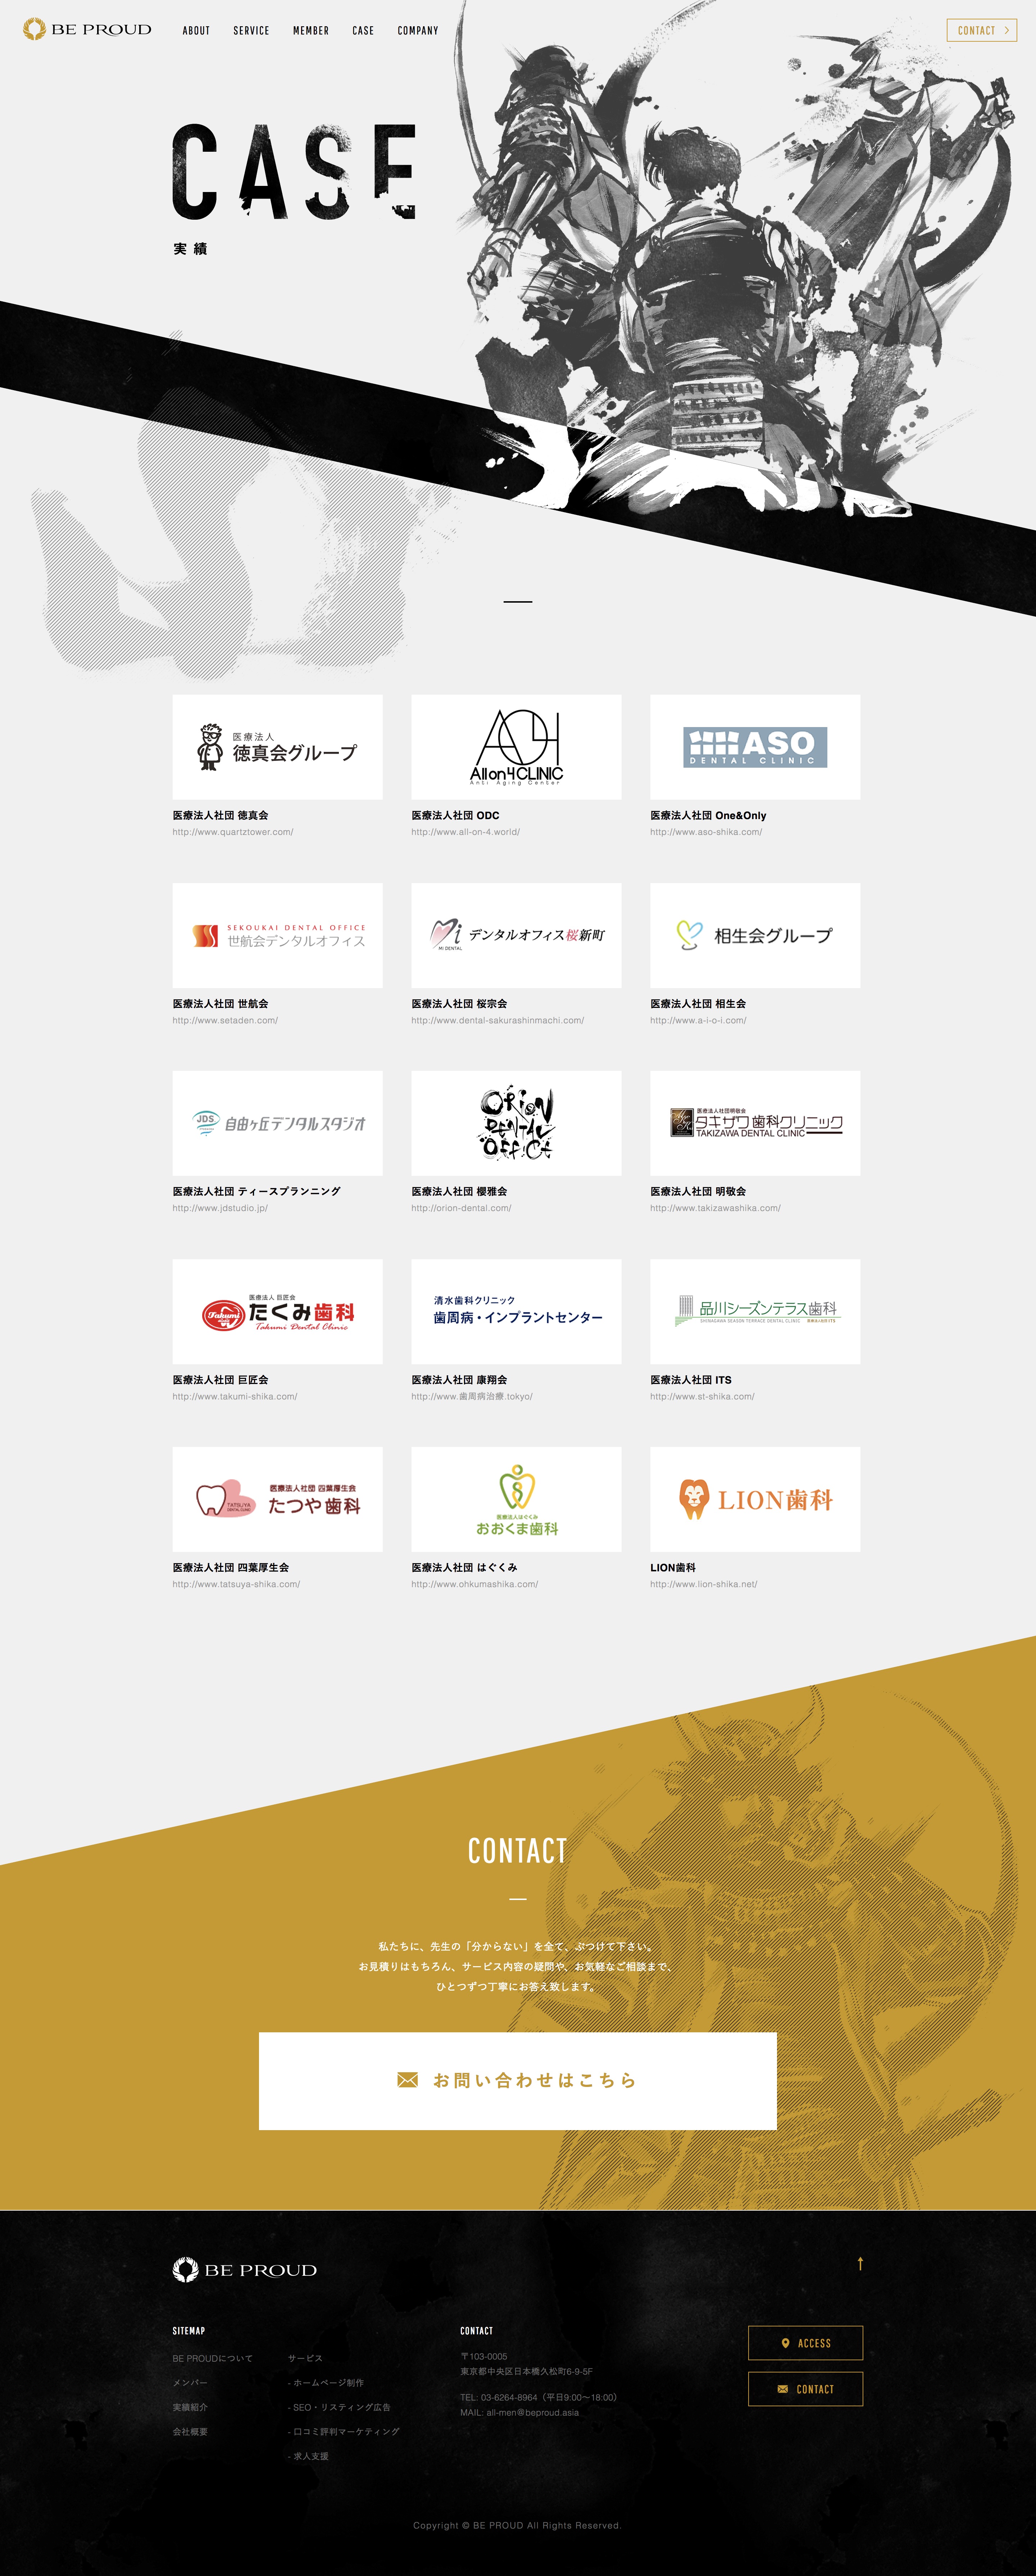 BE PROUD
ABOUT
SERVICE
MEMBER
CASE
COMPANY
CONTACT
CASE
実績
医療法人
徳真会グループ
医療法人社団 徳真会
http://www.quartztower.com/
All on 4 CLINIC
Anti Aging Center
医療法人社団 ODC
http://www.all-on-4.world/
ASO
DENTAL CLINIC
医療法人社団 One&Only
http://www.aso-shika.com/
SEKOUKAI DENTAL OFFICE
世航会デンタルオフィス
医療法人社団 世航会
http://www.setaden.com/
Mi
MI DENTAL
デンタルオフィス桜新町
医療法人社団 桜宗会
http://www.dental-sakurashinmachi.com/
相生会グループ
医療法人社団 相生会
http://www.a-i-o-i.com/
JDS
自由ヶ丘デンタルスタジオ
医療法人社団 ティースプランニング
http://www.jdstudio.jp/
ORION
DENTAL
OFFICE
医療法人社団 櫻雅会
http://orion-dental.com/
医療法人社団明敬会
タキザワ歯科クリニック
TAKIZAWA DENTAL CLINIC
医療法人社団 明敬会
http://www.takizawashika.com/
Takumi
医療法人 巨匠会
たくみ歯科
Takumi Dental Clinic
医療法人社団 巨匠会
http://www.takumi-shika.com/
清水歯科クリニック
歯周病・インプラントセンター
医療法人社団 康翔会
http://www.歯周病治療.tokyo/
品川シーズンテラス歯科
SHINAGAWA SEASON TERRACE DENTAL CLINIC
医療法人社団 ITS
http://www.st-shika.com/
TATSUYA
DENTAL CLINIC
医療法人社団 四葉厚生会
たつや歯科
医療法人社団 四葉厚生会
http://www.tatsuya-shika.com/
医療法人はぐくみ
おおくま歯科
医療法人社団 はぐくみ
http://www.ohkumashika.com/
LION歯科
LION歯科
http://www.lion-shika.net/
CONTACT
私たちに、先生の「分からない」を全て、ぶつけて下さい。
お見積りはもちろん、サービス内容の疑問や、お気軽なご相談まで、
ひとつずつ丁寧にお答え致します。
お問い合わせはこちら
BE PROUD
SITEMAP
BE PROUDについて
メンバー
実績紹介
会社概要
サービス
- ホームページ制作
- SEO・リスティング広告
- 口コミ評判マーケティング
- 求人支援
CONTACT
〒103-0005
東京都中央区日本橋久松町6-9-5F
TEL: 03-6264-8964（平日9:00〜18:00）
MAIL: all-men@beproud.asia
ACCESS
CONTACT
Copyright © BE PROUD All Rights Reserved.